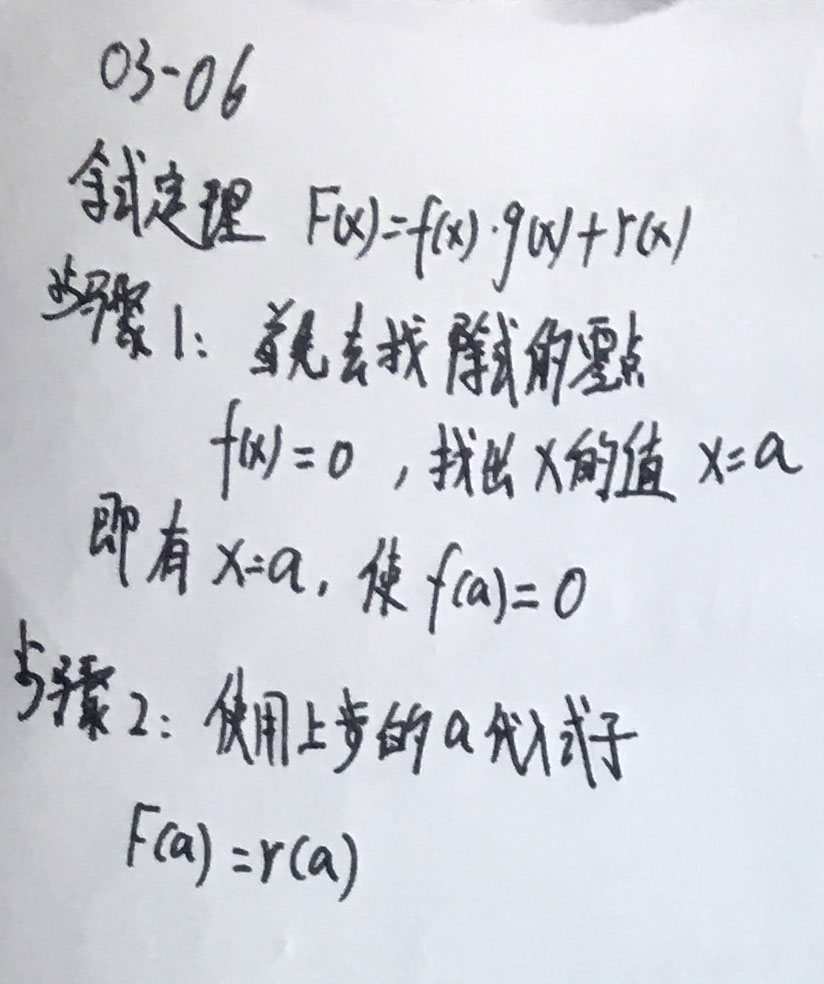 03-06
余式定理 F(x)=f(x)·g(x)+r(x)
步骤1: 首先去找除式的零点
f(x)=0 , 找出x的值 x=a
即有x=a, 使f(a)=0
步骤2: 使用上步的a代入式子
F(a)=r(a)